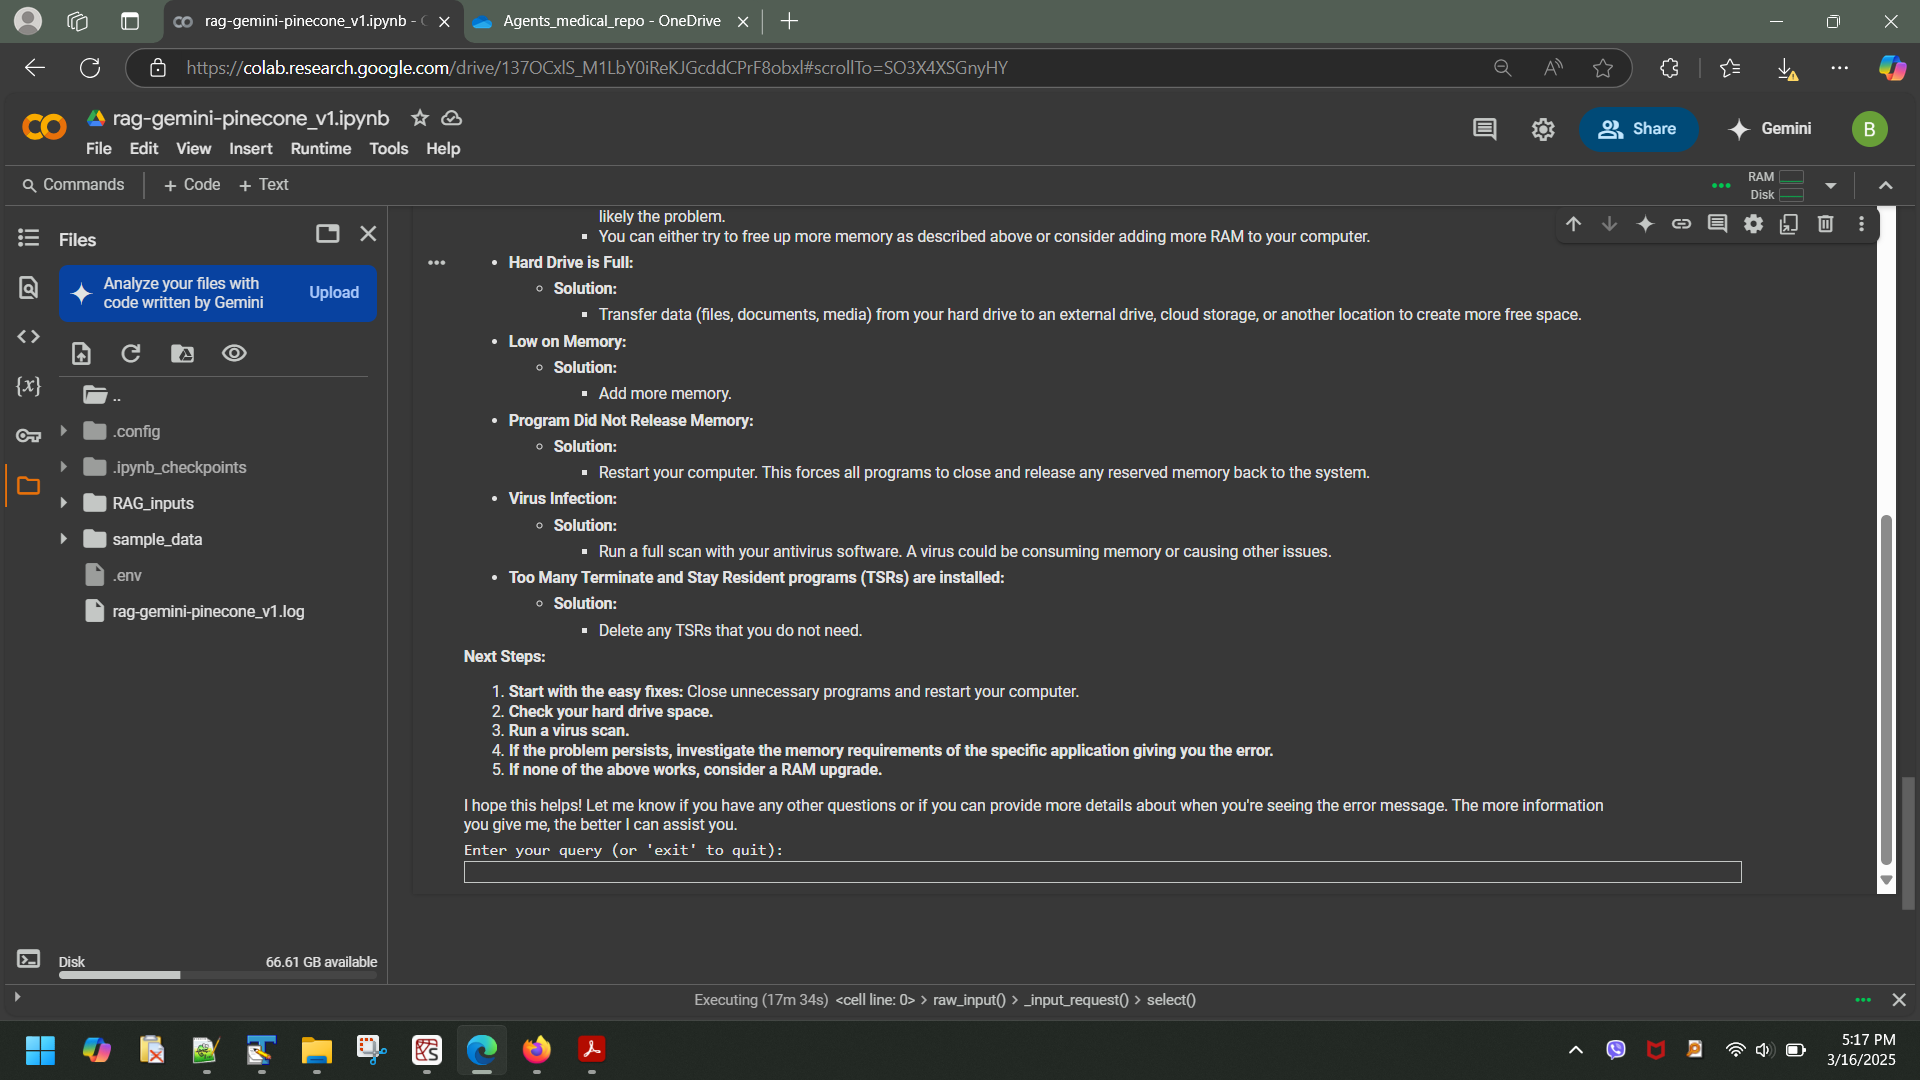 rag-gemini-pinecone_v1.ipynb - C
Agents_medical_repo - OneDrive
https://colab.research.google.com/drive/137OCxlS_M1LbY0iReKJGcddCPrF8obxl#scrollTo=SO3X4XSGnyHY
rag-gemini-pinecone_v1.ipynb
File Edit View Insert Runtime Tools Help
Share
Gemini
B
Commands
+ Code + Text
RAM
Disk
Files
Analyze your files with
code written by Gemini
Upload
..
.config
.ipynb_checkpoints
RAG_inputs
sample_data
.env
rag-gemini-pinecone_v1.log
Disk
66.61 GB available
likely the problem.
You can either try to free up more memory as described above or consider adding more RAM to your computer.
Hard Drive is Full:
Solution:
Transfer data (files, documents, media) from your hard drive to an external drive, cloud storage, or another location to create more free space.
Low on Memory:
Solution:
Add more memory.
Program Did Not Release Memory:
Solution:
Restart your computer. This forces all programs to close and release any reserved memory back to the system.
Virus Infection:
Solution:
Run a full scan with your antivirus software. A virus could be consuming memory or causing other issues.
Too Many Terminate and Stay Resident programs (TSRs) are installed:
Solution:
Delete any TSRs that you do not need.
Next Steps:
1. Start with the easy fixes: Close unnecessary programs and restart your computer.
2. Check your hard drive space.
3. Run a virus scan.
4. If the problem persists, investigate the memory requirements of the specific application giving you the error.
5. If none of the above works, consider a RAM upgrade.
I hope this helps! Let me know if you have any other questions or if you can provide more details about when you're seeing the error message. The more information
you give me, the better I can assist you.
Enter your query (or 'exit' to quit):
Executing (17m 34s) <cell line: 0> > raw_input() > _input_request() > select()
5:17 PM
3/16/2025